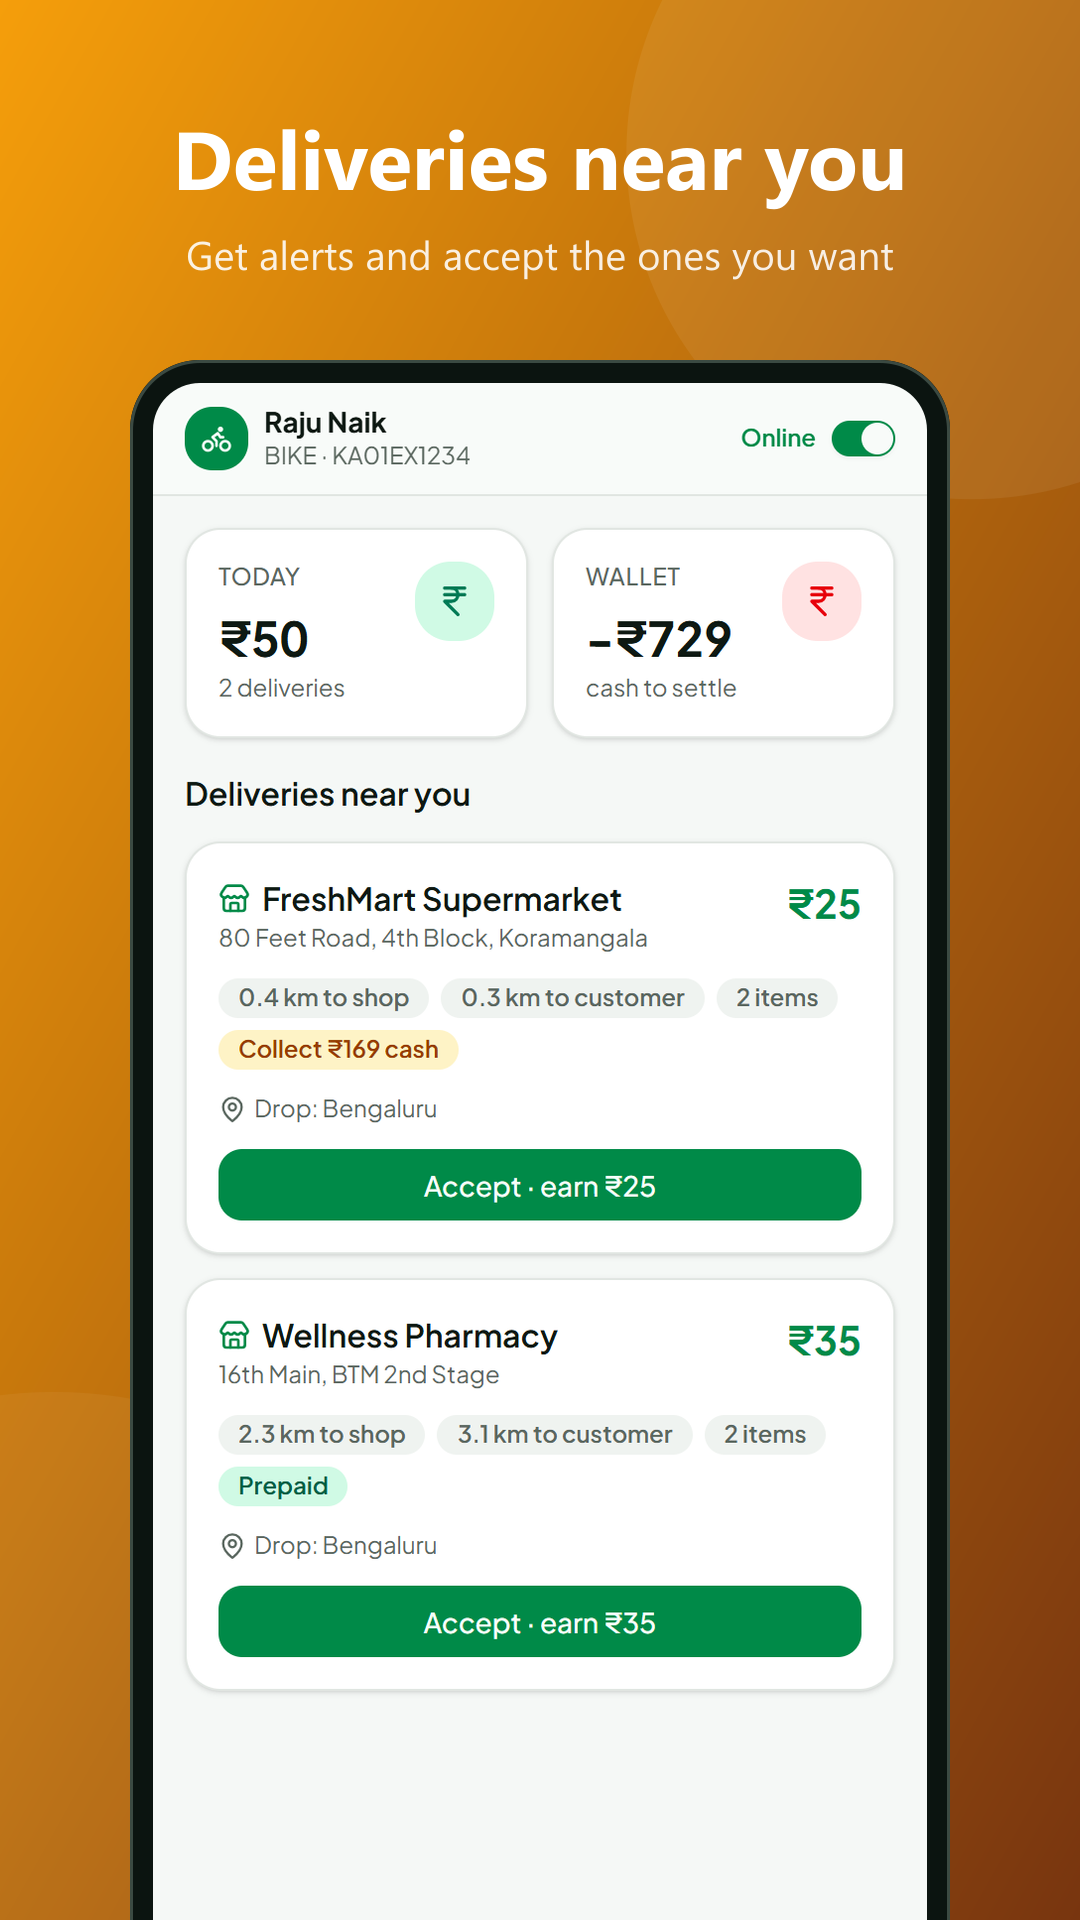 Deliveries near you
Get alerts and accept the ones you want
Raju Naik
BIKE · KA01EX1234
Online
TODAY
₹50
2 deliveries
₹
WALLET
-₹729
cash to settle
₹
Deliveries near you
FreshMart Supermarket
₹25
80 Feet Road, 4th Block, Koramangala
0.4 km to shop
0.3 km to customer
2 items
Collect ₹169 cash
Drop: Bengaluru
Accept · earn ₹25
Wellness Pharmacy
₹35
16th Main, BTM 2nd Stage
2.3 km to shop
3.1 km to customer
2 items
Prepaid
Drop: Bengaluru
Accept · earn ₹35